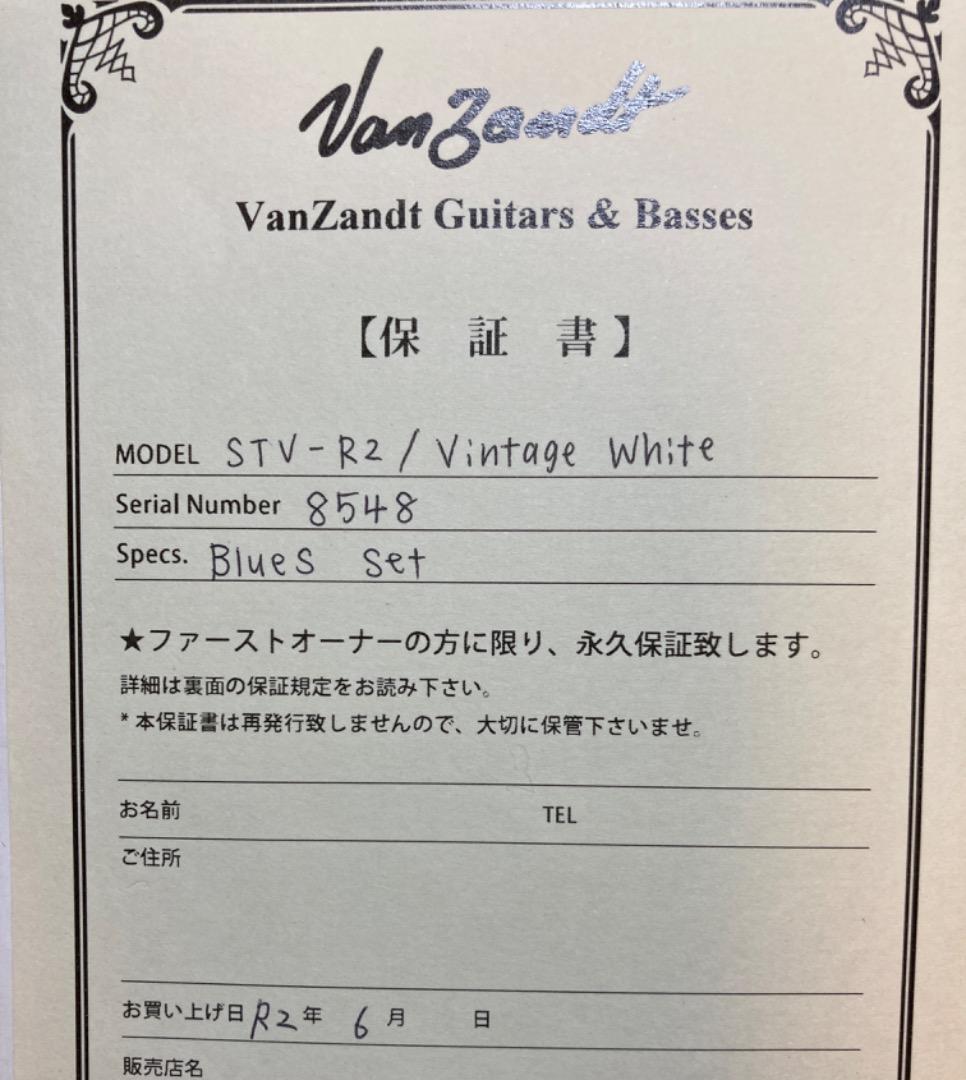 VanZandt
VanZandt Guitars & Basses
【保 証 書】
MODEL STV-R2 / Vintage White
Serial Number 8548
Specs. Blues Set
★ファーストオーナーの方に限り、永久保証致します。
詳細は裏面の保証規定をお読み下さい。
* 本保証書は再発行致しませんので、大切に保管下さいませ。
お名前 TEL
ご住所
お買い上げ日 R2 年 6 月 日
販売店名